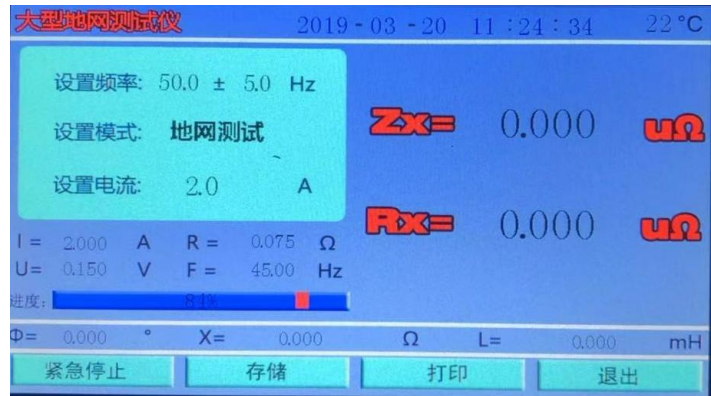 大型地网测试仪 2019-03-20 11:24:34 22℃
设置频率: 50.0 ± 5.0 Hz
设置模式: 地网测试
设置电流: 2.0 A
Zx= 0.000 uΩ
Rx= 0.000 uΩ
I = 2.000 A R = 0.075 Ω
U= 0.150 V F = 45.00 Hz
进度: 84%
Φ= 0.000 ° X= 0.000 Ω L= 0.000 mH
紧急停止 存储 打印 退出